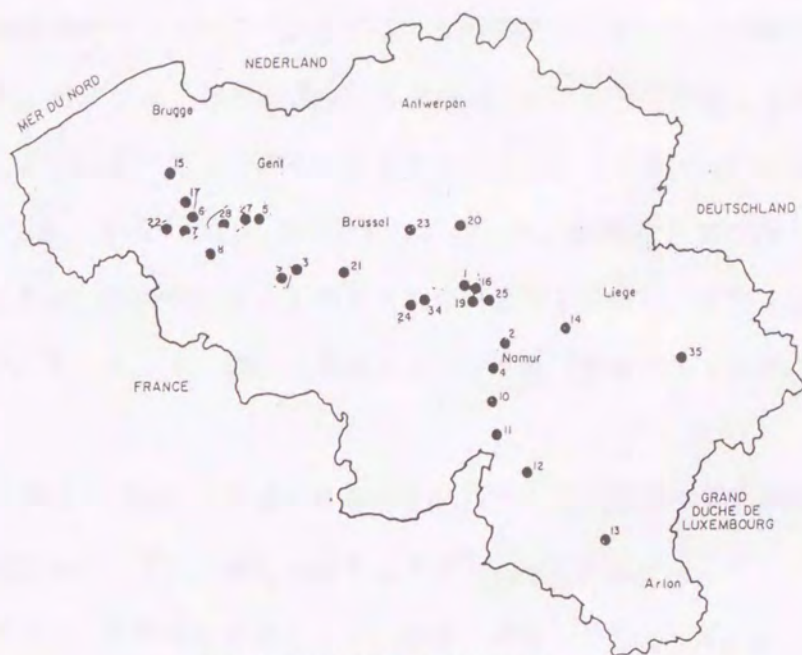 NEDERLAND
MER DU NORD
Antwerpen
Brugge
15
Gent
17
6
28
27
5
22
7
8
Brüssel
23
20
DEUTSCHLAND
3
21
1
16
19
25
Liege
24
34
14
2
Namur
4
35
FRANCE
10
11
12
GRAND
DUCHE DE
LUXEMBOURG
13
Arlon